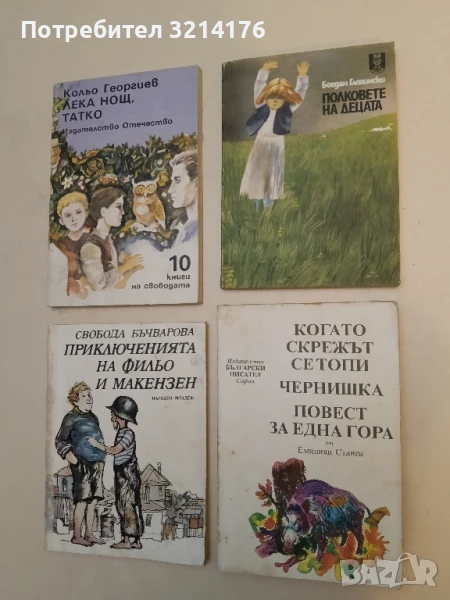 Потребител 3214176
Кольо Георгиев
ЛЕКА НОЩ,
ТАТКО
Издателство Отечество
10
книги
на свободата
Богдан Глогински
ПОЛКОВЕТЕ
НА ДЕЦАТА
СВОБОДА БЪЧВАРОВА
ПРИКЛЮЧЕНИЯТА
НА ФИЛЬО
И МАКЕНЗЕН
НАРОДНА МЛАДЕЖ
КОГАТО
СКРЕЖЪТ
СЕ ТОПИ
Издателство
БЪЛГАРСКИ
ПИСАТЕЛ
София
ЧЕРНИШКА
ПОВЕСТ
ЗА ЕДНА ГОРА
от
Емилиян Станев
BAZAR